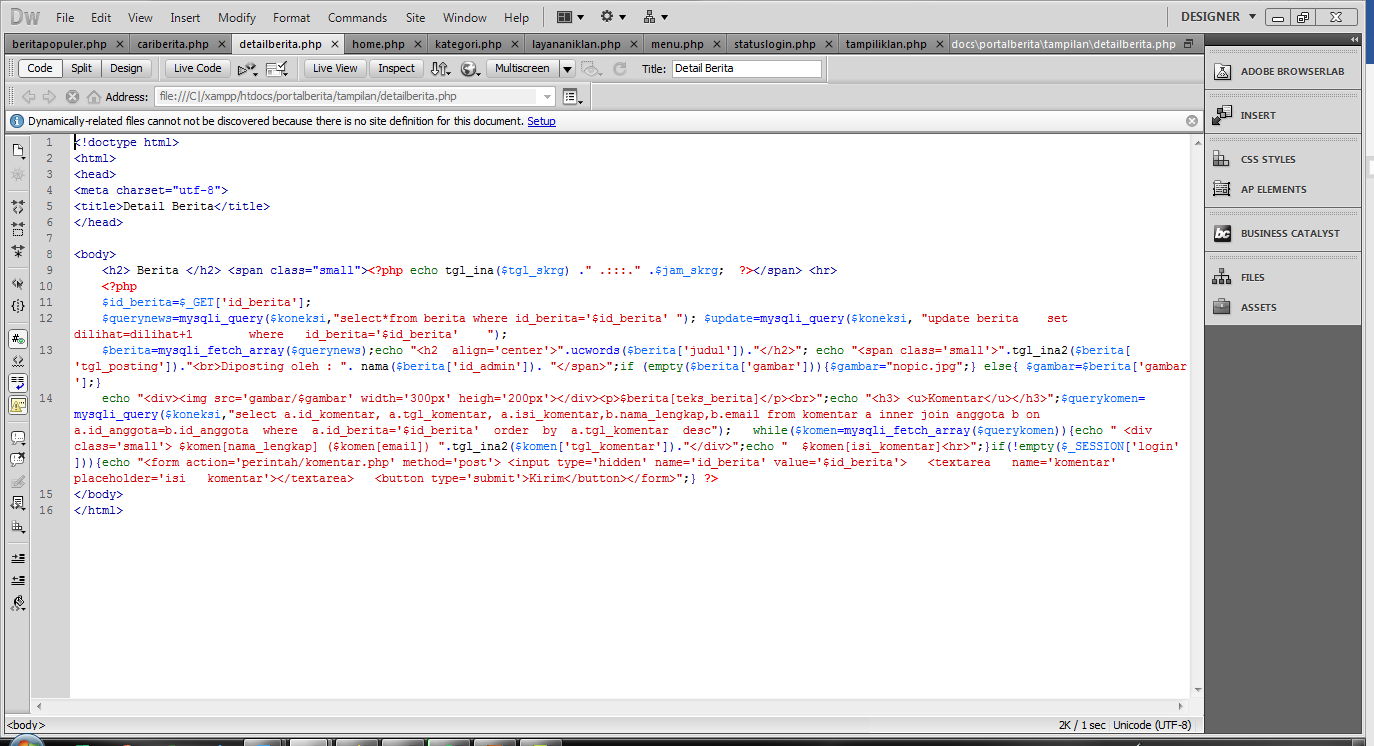 Dw File Edit View Insert Modify Format Commands Site Window Help DESIGNER
beritapopuler.php cariberita.php detailberita.php home.php kategori.php layananiklan.php menu.php statuslogin.php tampiliklan.php docs\portalberita\tampilan\detailberita.php
Code Split Design Live Code Live View Inspect Multiscreen Title: Detail Berita
Address: file:///C|/xampp/htdocs/portalberita/tampilan/detailberita.php
Dynamically-related files cannot not be discovered because there is no site definition for this document. Setup
1 <!doctype html>
2 <html>
3 <head>
4 <meta charset="utf-8">
5 <title>Detail Berita</title>
6 </head>
7
8 <body>
9 <h2> Berita </h2> <span class="small"><?php echo tgl_ina($tgl_skrg) ." .:::." .$jam_skrg;  ?></span> <hr>
10 <?php
11 $id_berita=$_GET['id_berita'];
12 $querynews=mysqli_query($koneksi,"select*from berita where id_berita='$id_berita' "); $update=mysqli_query($koneksi, "update berita    set
dilihat=dilihat+1        where   id_berita='$id_berita'    ");
13 $berita=mysqli_fetch_array($querynews);echo "<h2  align='center'>".ucwords($berita['judul'])."</h2>"; echo "<span class='small'>".tgl_ina2($berita[
'tgl_posting'])."<br>Diposting oleh : ". nama($berita['id_admin']). "</span>";if (empty($berita['gambar'])){$gambar="nopic.jpg";} else{ $gambar=$berita['gambar
'];}
14 echo "<div><img src='gambar/$gambar' width='300px' heigh='200px'></div><p>$berita[teks_berita]</p><br>";echo "<h3> <u>Komentar</u></h3>";$querykomen=
mysqli_query($koneksi,"select a.id_komentar, a.tgl_komentar, a.isi_komentar,b.nama_lengkap,b.email from komentar a inner join anggota b on
a.id_anggota=b.id_anggota  where  a.id_berita='$id_berita'  order  by  a.tgl_komentar  desc");   while($komen=mysqli_fetch_array($querykomen)){echo " <div
class='small'> $komen[nama_lengkap] ($komen[email]) ".tgl_ina2($komen['tgl_komentar'])."</div>";echo "  $komen[isi_komentar]<hr>";}if(!empty($_SESSION['login'
])){echo "<form action='perintah/komentar.php' method='post'> <input type='hidden' name='id_berita' value='$id_berita'>   <textarea   name='komentar'
placeholder='isi   komentar'></textarea>   <button type='submit'>Kirim</button></form>";} ?>
15 </body>
16 </html>
<body> 2K / 1 sec Unicode (UTF-8)
ADOBE BROWSERLAB
INSERT
CSS STYLES
AP ELEMENTS
bc BUSINESS CATALYST
FILES
ASSETS